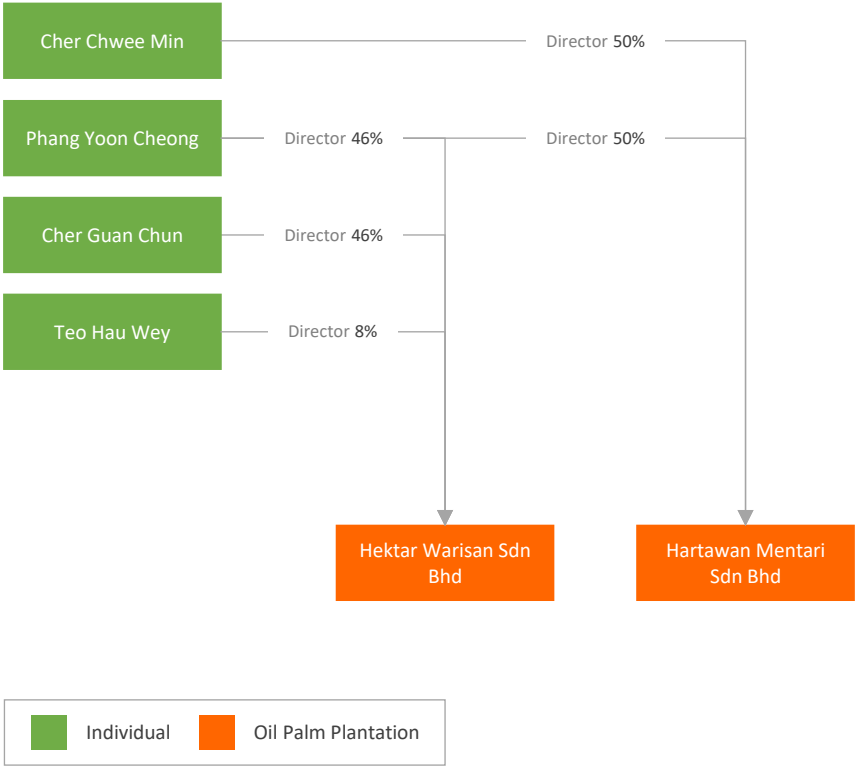 Cher Chwee Min
Director 50%
Phang Yoon Cheong
Director 46%
Director 50%
Cher Guan Chun
Director 46%
Teo Hau Wey
Director 8%
Hektar Warisan Sdn
Bhd
Hartawan Mentari
Sdn Bhd
Individual
Oil Palm Plantation